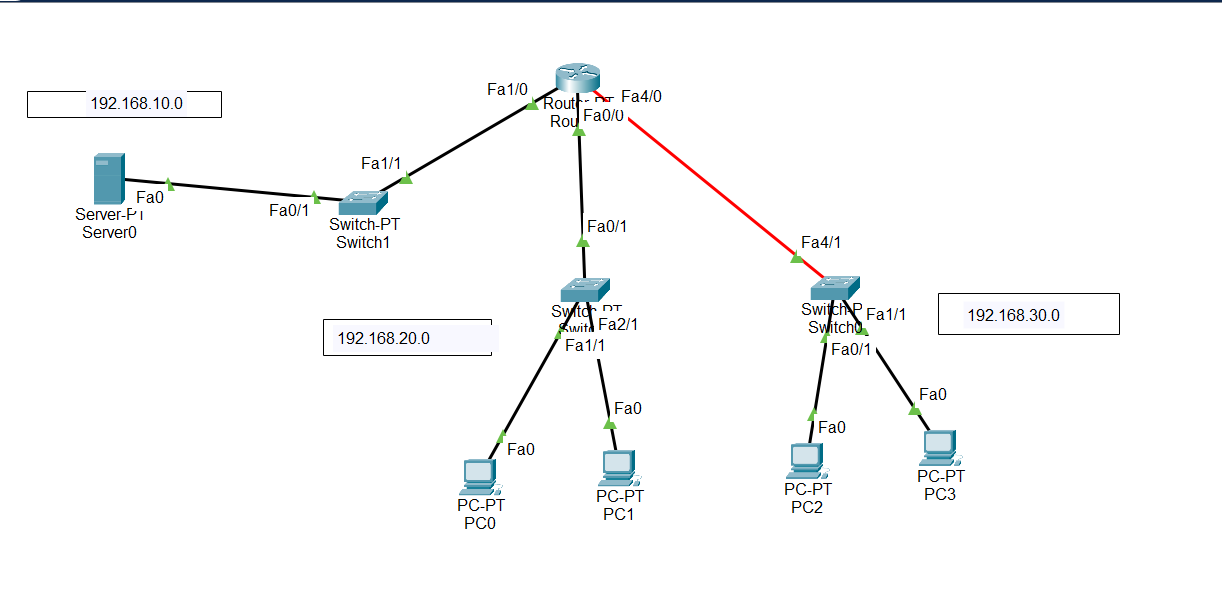 Fa1/0
Fa4/0
192.168.10.0
Fa0/0
Fa1/1
Fa0
Fa0/1
Server0
Switch-PT
Switch1
Fa0/1
Fa4/1
192.168.20.0
Fa2/1
Fa1/1
Switch0
Fa1/1
Fa0/1
192.168.30.0
Fa0
Fa0
Fa0
Fa0
PC-PT
PC0
PC-PT
PC1
PC-PT
PC2
PC-PT
PC3